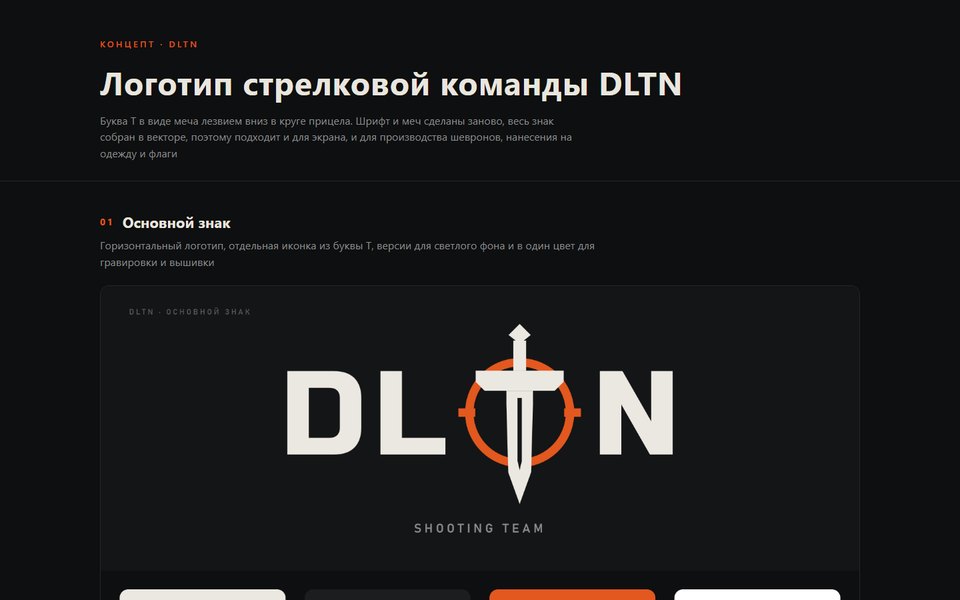 КОНЦЕПТ · DLTN
Логотип стрелковой команды DLTN
Буква Т в виде меча лезвием вниз в круге прицела. Шрифт и меч сделаны заново, весь знак
собран в векторе, поэтому подходит и для экрана, и для производства шевронов, нанесения на
одежду и флаги
01 Основной знак
Горизонтальный логотип, отдельная иконка из буквы Т, версии для светлого фона и в один цвет для
гравировки и вышивки
DLTN · ОСНОВНОЙ ЗНАК
DLTN
SHOOTING TEAM